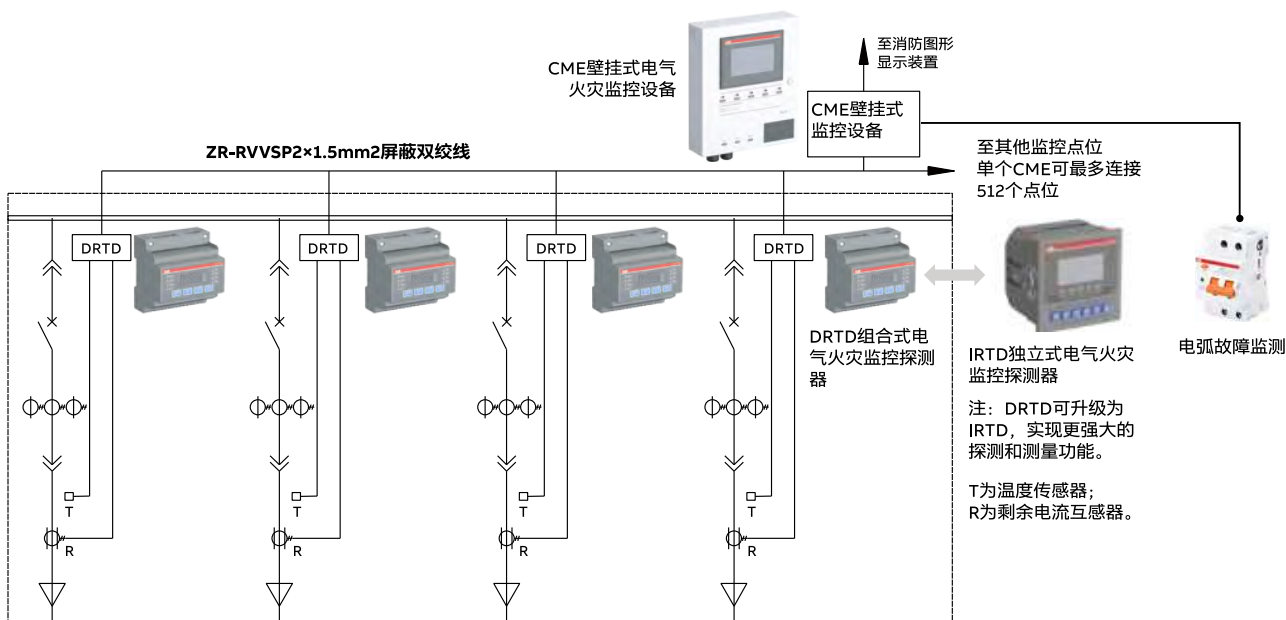 CME壁挂式电气
火灾监控设备
至消防图形
显示装置
CME壁挂式
监控设备
ZR-RVVSP2×1.5mm2屏蔽双绞线
至其他监控点位
单个CME可最多连接
512个点位
DRTD
DRTD
DRTD
DRTD
DRTD组合式电
气火灾监控探测
器
IRTD独立式电气火灾
监控探测器
电弧故障监测
注：DRTD可升级为
IRTD，实现更强大的
探测和测量功能。
T为温度传感器；
R为剩余电流互感器。
T
T
T
T
R
R
R
R